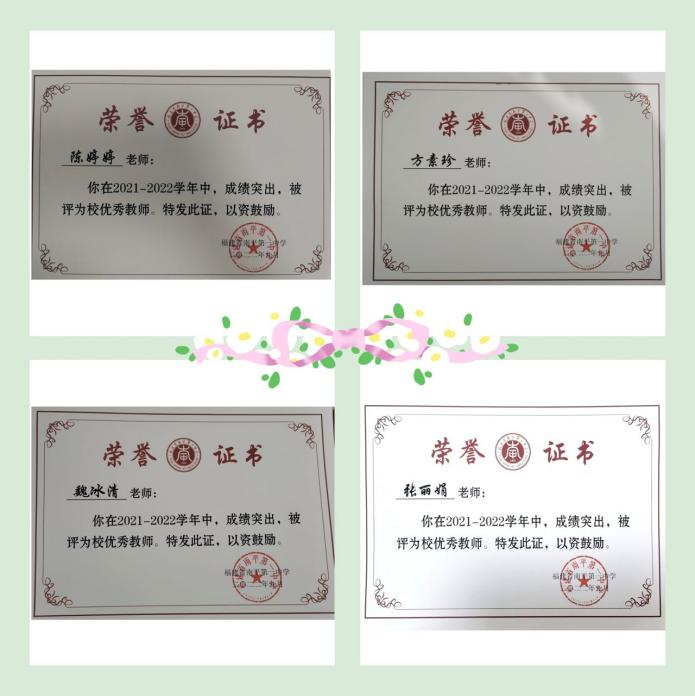 荣誉 证书
陈婷婷 老师：
你在2021-2022学年中，成绩突出，被
评为校优秀教师。特发此证，以资鼓励。
荣誉 证书
方素珍 老师：
你在2021-2022学年中，成绩突出，被
评为校优秀教师。特发此证，以资鼓励。
荣誉 证书
魏冰清 老师：
你在2021-2022学年中，成绩突出，被
评为校优秀教师。特发此证，以资鼓励。
荣誉 证书
张丽娟 老师：
你在2021-2022学年中，成绩突出，被
评为校优秀教师。特发此证，以资鼓励。